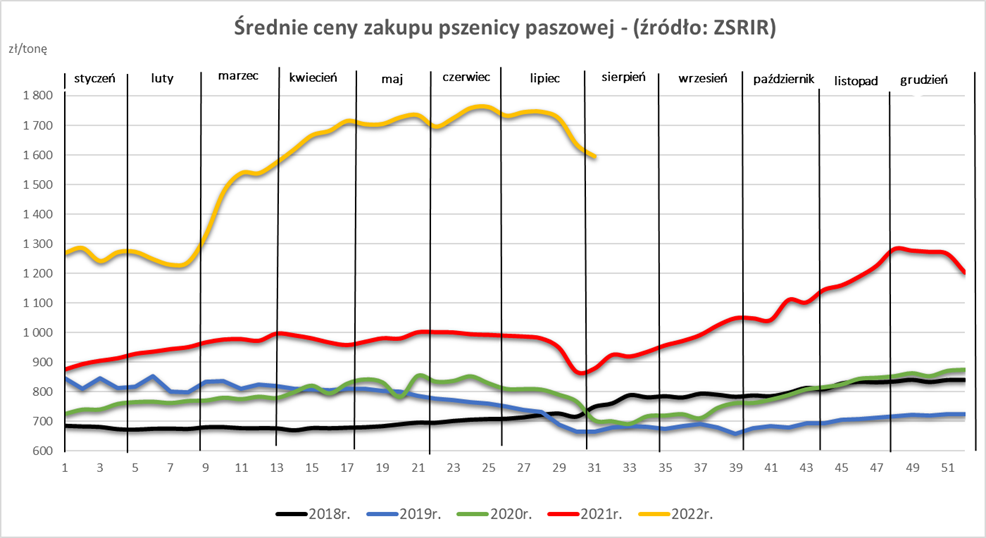 Średnie ceny zakupu pszenicy paszowej - (źródło: ZSRIR)
zł/tonę
styczeń luty marzec kwiecień maj czerwiec lipiec sierpień wrzesień październik listopad grudzień
1 800
1 700
1 600
1 500
1 400
1 300
1 200
1 100
1 000
900
800
700
600
1 3 5 7 9 11 13 15 17 19 21 23 25 27 29 31 33 35 37 39 41 43 45 47 49 51
2018r. 2019r. 2020r. 2021r. 2022r.